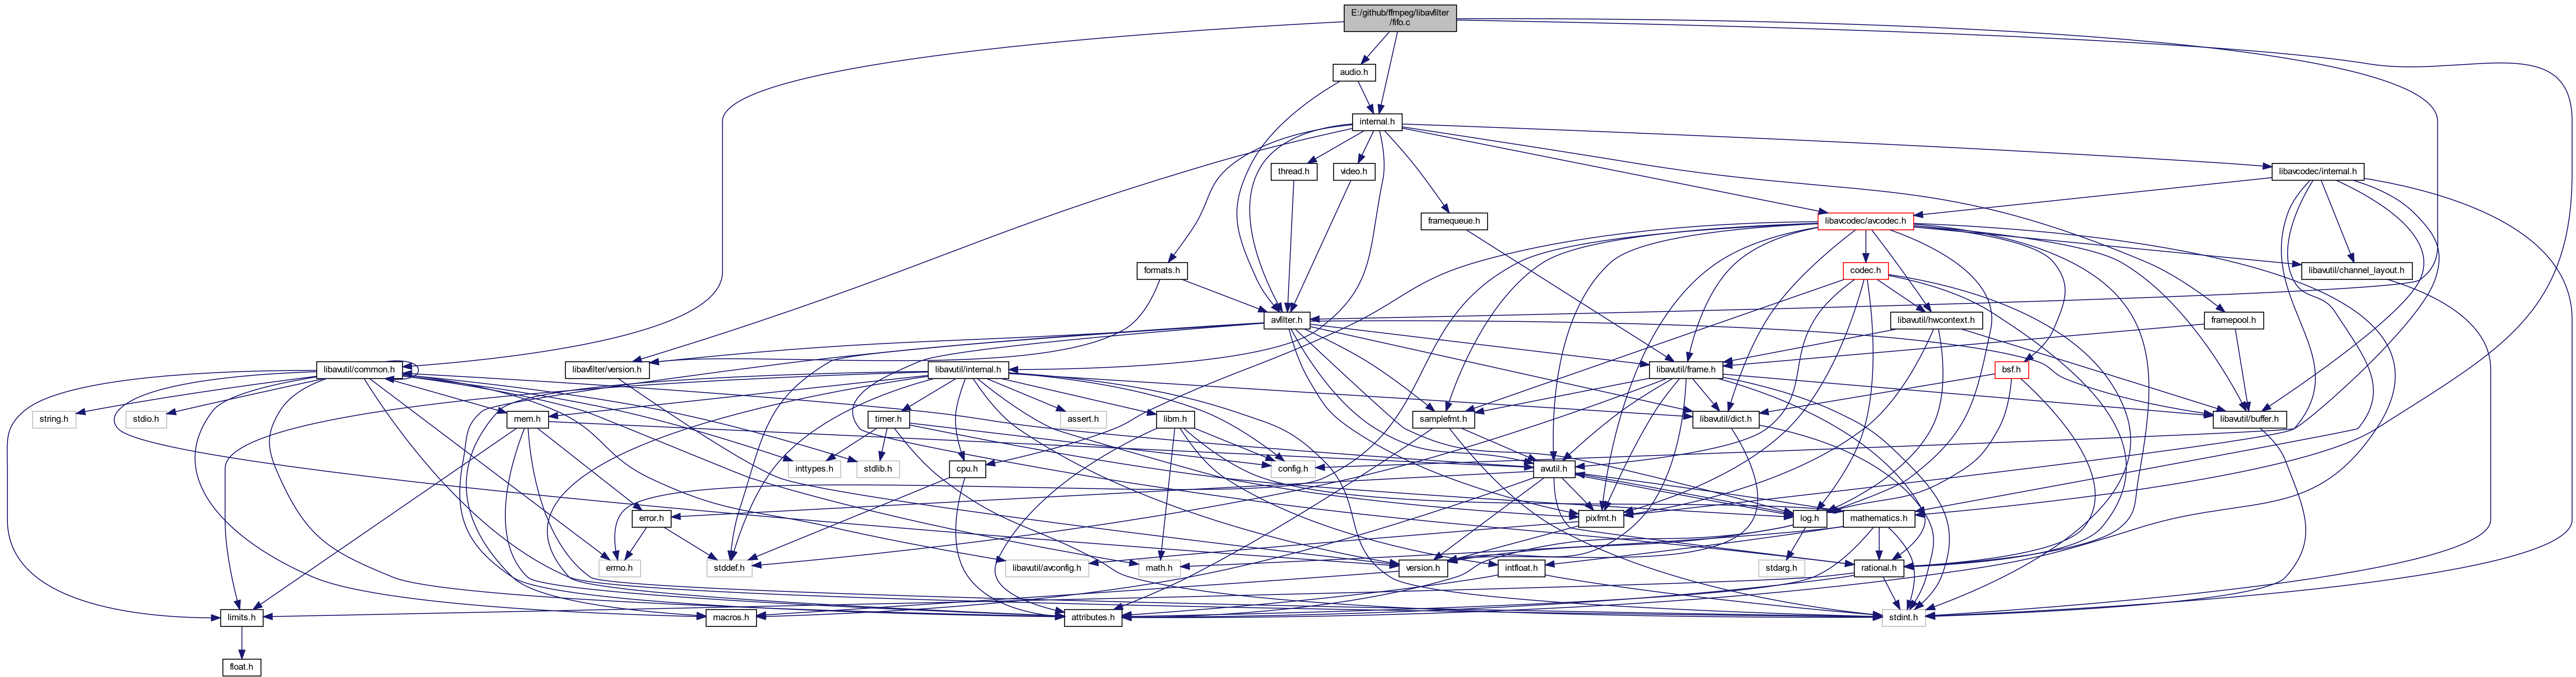 E:/github/ffmpeg/libavfilter
/fifo.c
audio.h
internal.h
thread.h
video.h
libavcodec/internal.h
framequeue.h
libavcodec/avcodec.h
formats.h
codec.h
libavutil/channel_layout.h
avfilter.h
libavutil/hwcontext.h
framepool.h
libavutil/common.h
libavfilter/version.h
libavutil/internal.h
libavutil/frame.h
bsf.h
string.h
stdio.h
mem.h
timer.h
assert.h
libm.h
samplefmt.h
libavutil/dict.h
libavutil/buffer.h
inttypes.h
stdlib.h
cpu.h
config.h
avutil.h
error.h
pixfmt.h
log.h
mathematics.h
errno.h
stddef.h
libavutil/avconfig.h
math.h
version.h
intfloat.h
stdarg.h
rational.h
limits.h
macros.h
attributes.h
stdint.h
float.h